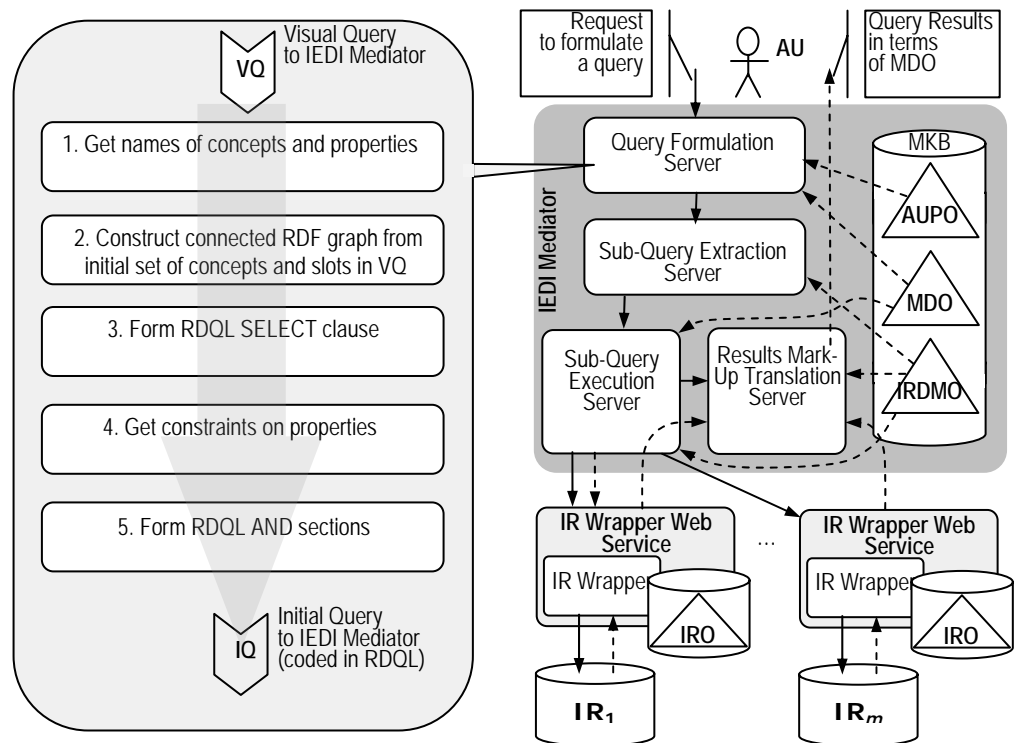 Visual Query
to IEDI Mediator
VQ
1. Get names of concepts and properties
2. Construct connected RDF graph from
initial set of concepts and slots in VQ
3. Form RDQL SELECT clause
4. Get constraints on properties
5. Form RDQL AND sections
Initial Query
to IEDI Mediator
(coded in RDQL)
IQ
Request
to formulate
a query
AU
Query Results
in terms
of MDO
IEDI Mediator
Query Formulation
Server
Sub-Query Extraction
Server
Sub-Query
Execution
Server
Results Mark-
Up Translation
Server
MKB
AUPO
MDO
IRDMO
IR Wrapper Web
Service
IR Wrapper
IRO
IR1
...
IR Wrapper Web
Service
IR Wrapper
IRO
IRm